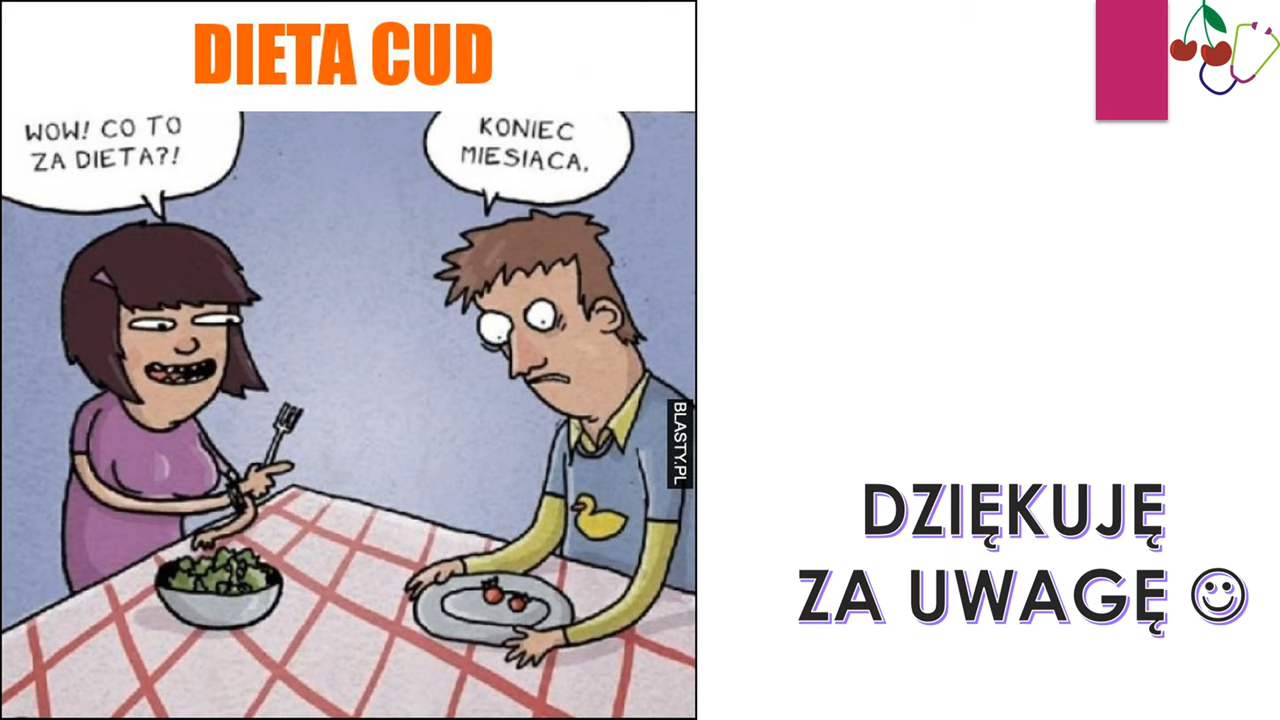 DIETA CUD
WOW! CO TO
ZA DIETA?!
KONIEC
MIESIĄCA.
BLASTY.PL
DZIĘKUJĘ
ZA UWAGĘ ☺